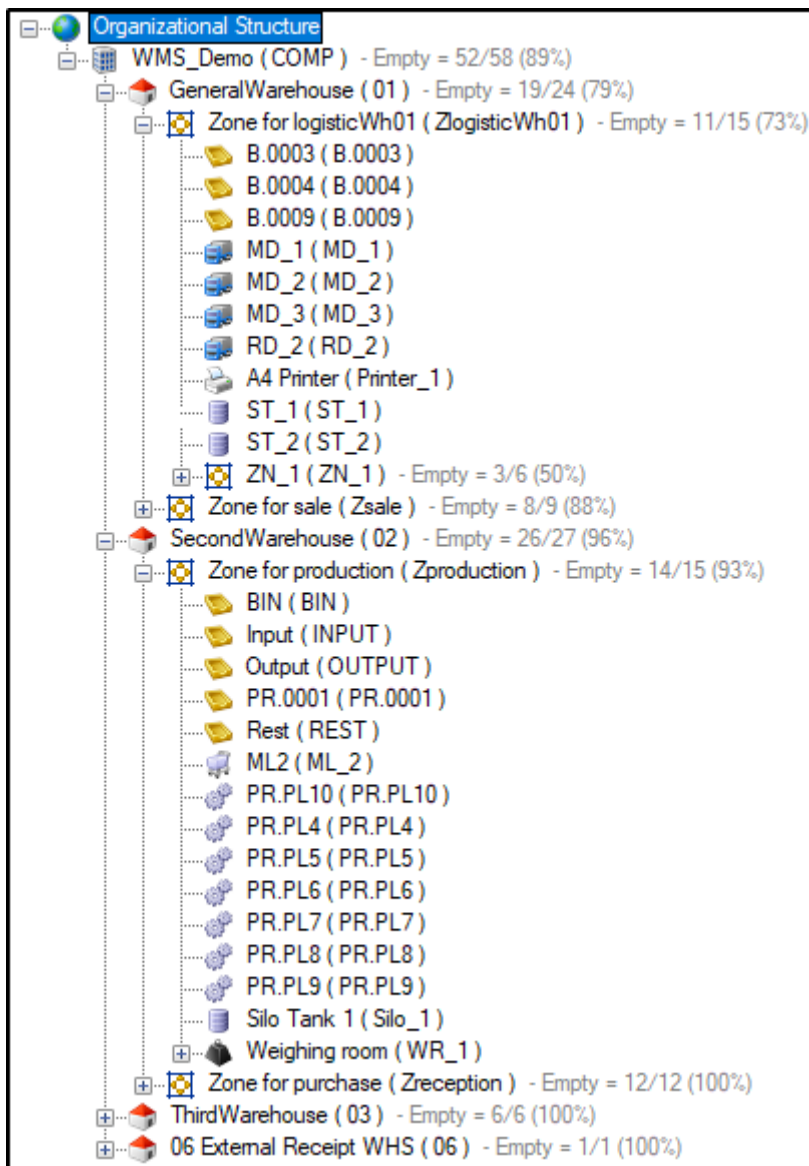 Organizational Structure
WMS_Demo ( COMP ) - Empty = 52/58 (89%)
GeneralWarehouse ( 01 ) - Empty = 19/24 (79%)
Zone for logisticWh01 ( ZlogisticWh01 ) - Empty = 11/15 (73%)
B.0003 ( B.0003 )
B.0004 ( B.0004 )
B.0009 ( B.0009 )
MD_1 ( MD_1 )
MD_2 ( MD_2 )
MD_3 ( MD_3 )
RD_2 ( RD_2 )
A4 Printer ( Printer_1 )
ST_1 ( ST_1 )
ST_2 ( ST_2 )
ZN_1 ( ZN_1 ) - Empty = 3/6 (50%)
Zone for sale ( Zsale ) - Empty = 8/9 (88%)
SecondWarehouse ( 02 ) - Empty = 26/27 (96%)
Zone for production ( Zproduction ) - Empty = 14/15 (93%)
BIN ( BIN )
Input ( INPUT )
Output ( OUTPUT )
PR.0001 ( PR.0001 )
Rest ( REST )
ML2 ( ML_2 )
PR.PL10 ( PR.PL10 )
PR.PL4 ( PR.PL4 )
PR.PL5 ( PR.PL5 )
PR.PL6 ( PR.PL6 )
PR.PL7 ( PR.PL7 )
PR.PL8 ( PR.PL8 )
PR.PL9 ( PR.PL9 )
Silo Tank 1 ( Silo_1 )
Weighing room ( WR_1 )
Zone for purchase ( Zreception ) - Empty = 12/12 (100%)
ThirdWarehouse ( 03 ) - Empty = 6/6 (100%)
06 External Receipt WHS ( 06 ) - Empty = 1/1 (100%)